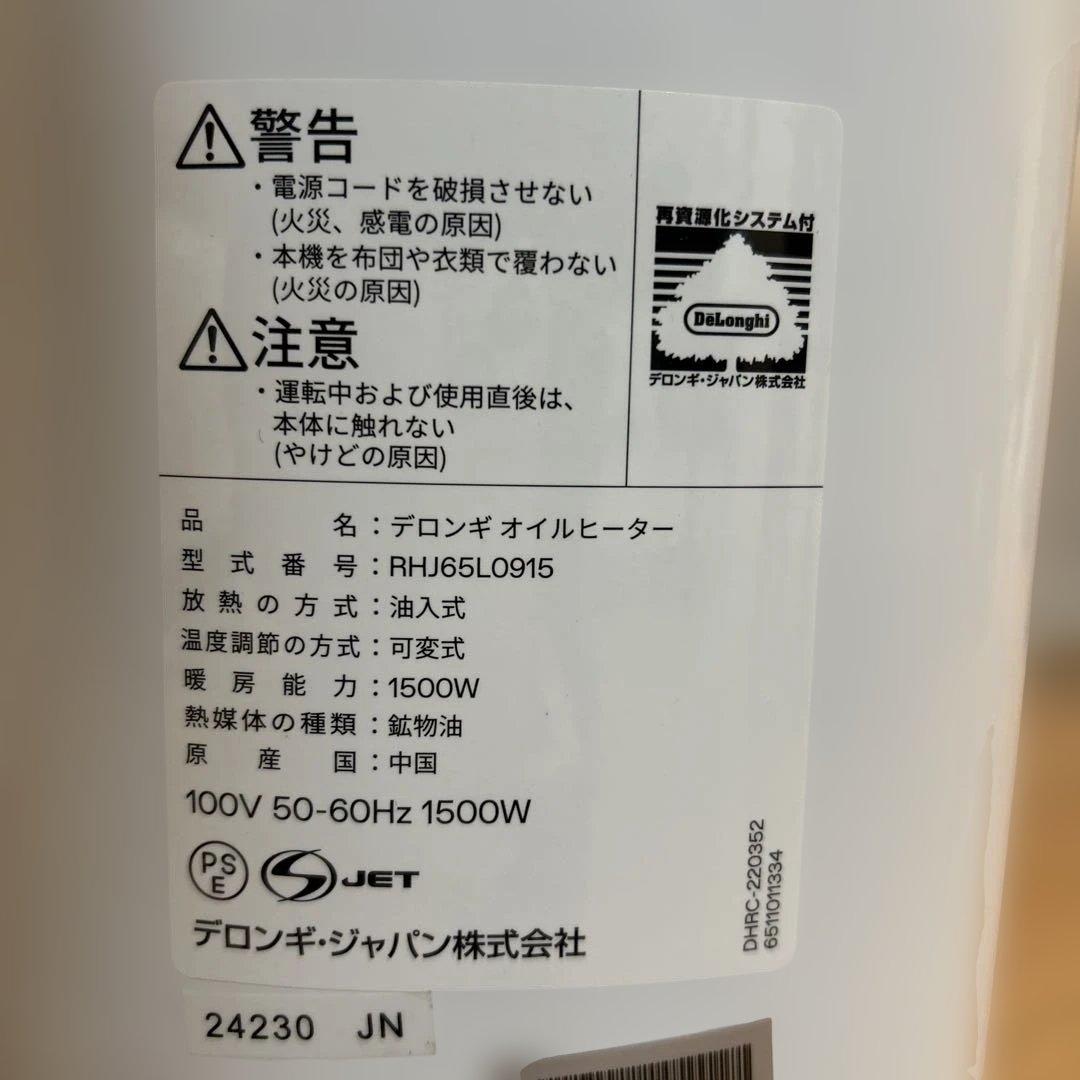 警告
・電源コードを破損させない
(火災、感電の原因)
・本機を布団や衣類で覆わない
(火災の原因)
注意
・運転中および使用直後は、
本体に触れない
(やけどの原因)
再資源化システム付
DeLonghi
デロンギ・ジャパン株式会社
品名：デロンギ オイルヒーター
型式番号：RHJ65L0915
放熱の方式：油入式
温度調節の方式：可変式
暖房能力：1500W
熱媒体の種類：鉱物油
原産国：中国
100V 50-60Hz 1500W
PSE JET
デロンギ・ジャパン株式会社
DHRC-220352
6511011334
24230 JN